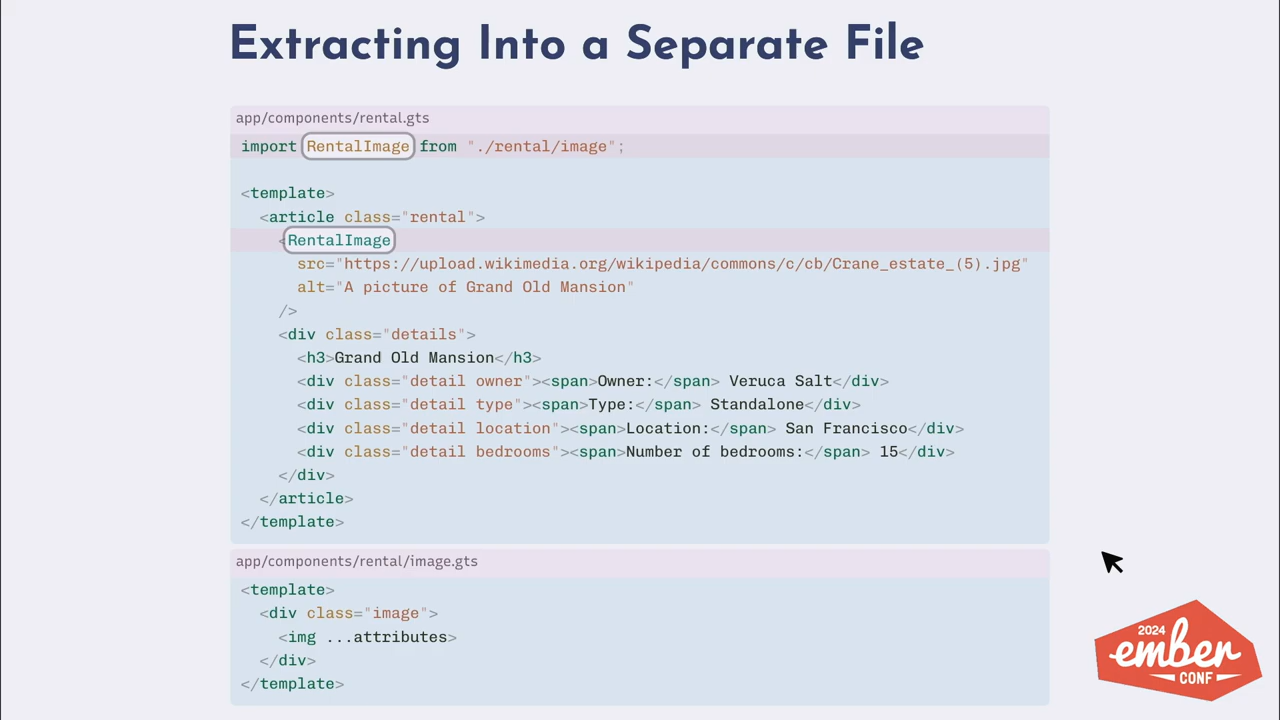 Extracting Into a Separate File
app/components/rental.gts
import RentalImage from "./rental/image";
<template>
  <article class="rental">
    <RentalImage
      src="https://upload.wikimedia.org/wikipedia/commons/c/cb/Crane_estate_(5).jpg"
      alt="A picture of Grand Old Mansion"
    />
    <div class="details">
      <h3>Grand Old Mansion</h3>
      <div class="detail owner"><span>Owner:</span> Veruca Salt</div>
      <div class="detail type"><span>Type:</span> Standalone</div>
      <div class="detail location"><span>Location:</span> San Francisco</div>
      <div class="detail bedrooms"><span>Number of bedrooms:</span> 15</div>
    </div>
  </article>
</template>
app/components/rental/image.gts
<template>
  <div class="image">
    <img ...attributes>
  </div>
</template>
2024
ember
CONF